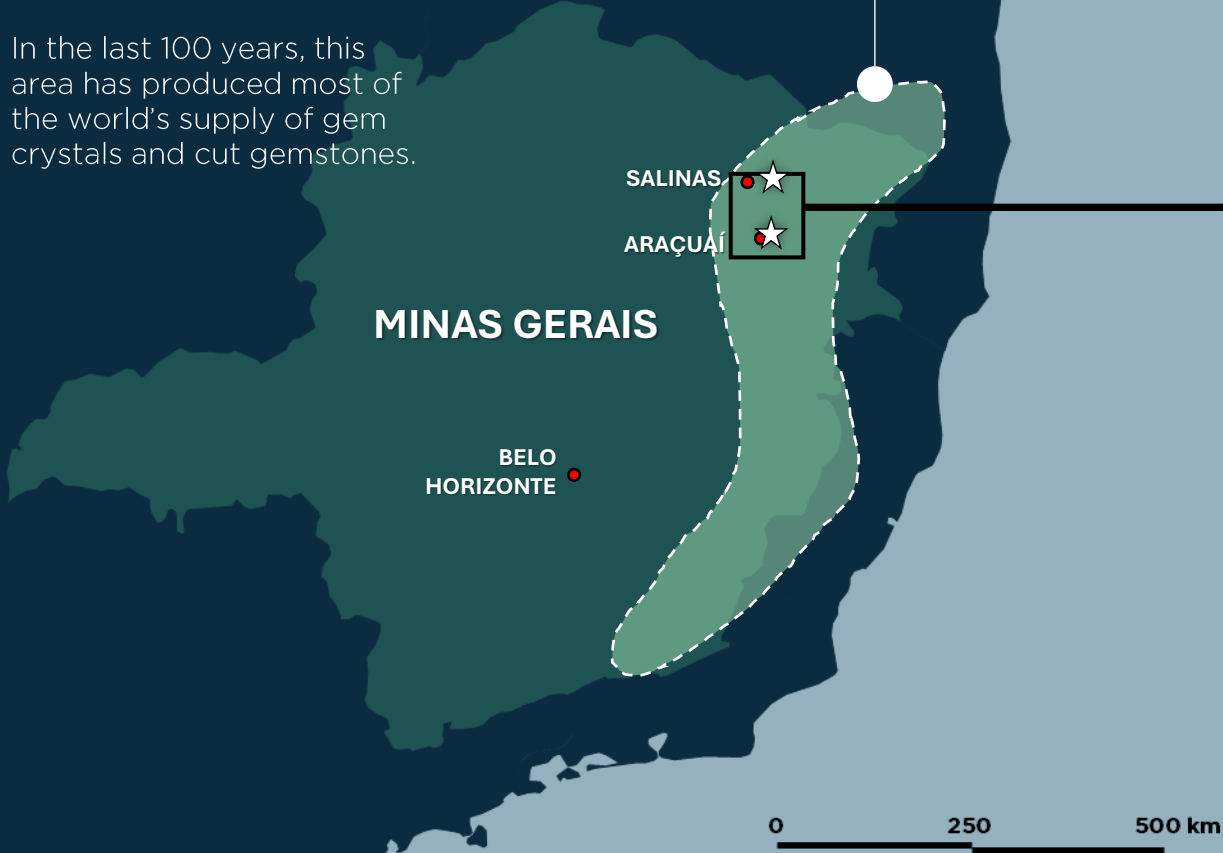 In the last 100 years, this
area has produced most of
the world's supply of gem
crystals and cut gemstones.
SALINAS
ARAÇUAÍ
MINAS GERAIS
BELO
HORIZONTE
0 250 500 km